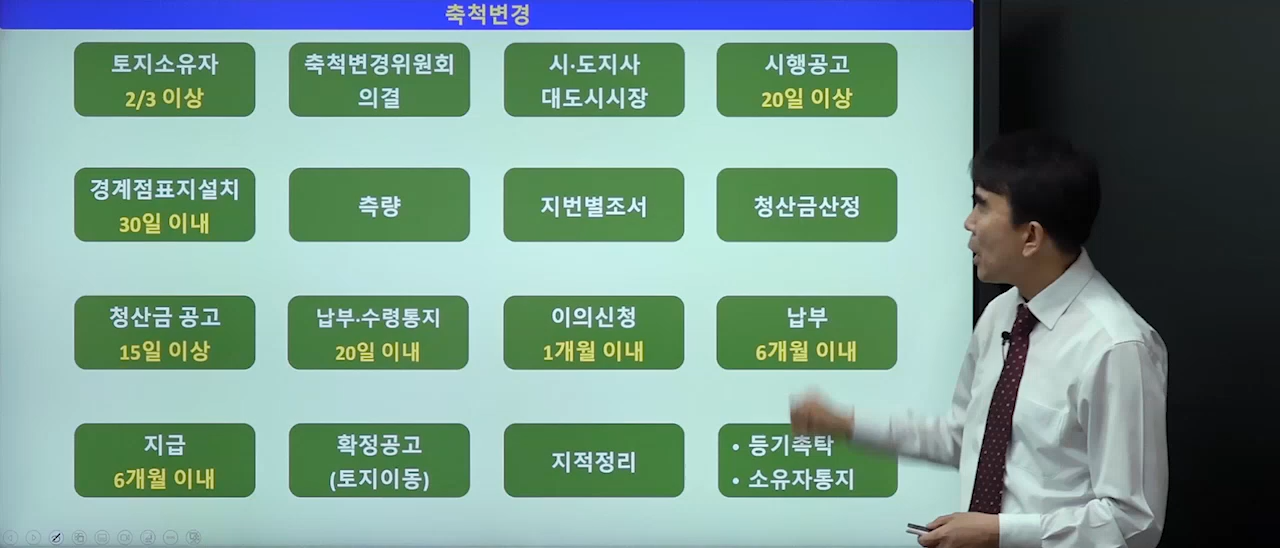 축척변경
토지소유자
2/3 이상
축척변경위원회
의결
시·도지사
대도시시장
시행공고
20일 이상
경계점표지설치
30일 이내
측량
지번별조서
청산금산정
청산금 공고
15일 이상
납부·수령통지
20일 이내
이의신청
1개월 이내
납부
6개월 이내
지급
6개월 이내
확정공고
(토지이동)
지적정리
• 등기촉탁
• 소유자통지